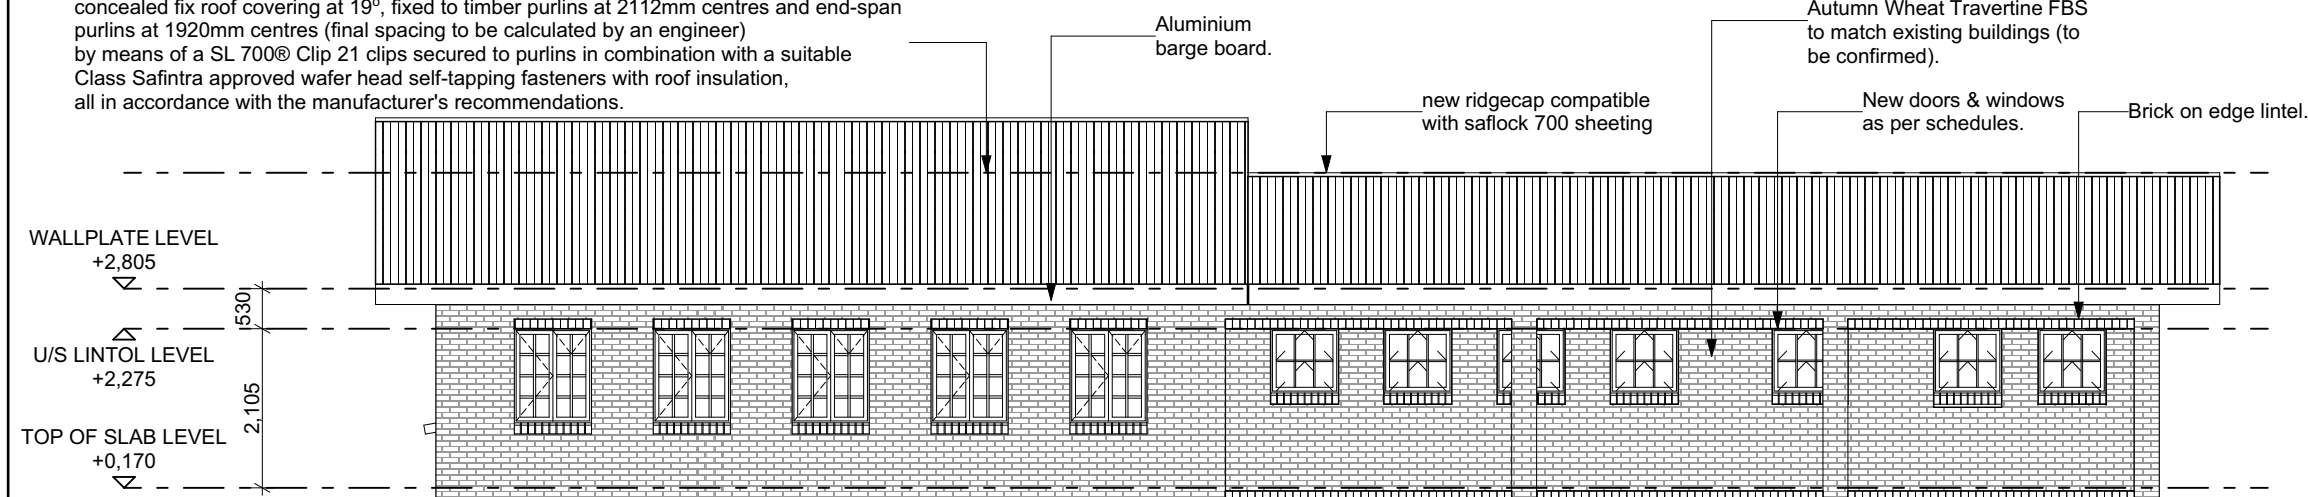 concealed fix roof covering at 19º, fixed to timber purlins at 2112mm centres and end-span
purlins at 1920mm centres (final spacing to be calculated by an engineer)
by means of a SL 700® Clip 21 clips secured to purlins in combination with a suitable
Class Safintra approved wafer head self-tapping fasteners with roof insulation,
all in accordance with the manufacturer's recommendations.
Aluminium
barge board.
Autumn Wheat Travertine FBS
to match existing buildings (to
be confirmed).
new ridgecap compatible
with saflock 700 sheeting
New doors & windows
as per schedules.
Brick on edge lintel.
WALLPLATE LEVEL
+2,805
530
U/S LINTOL LEVEL
+2,275
2,105
TOP OF SLAB LEVEL
+0,170